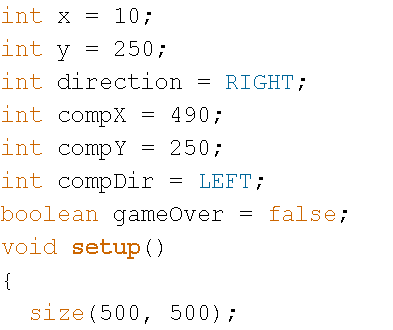 int x = 10;
int y = 250;
int direction = RIGHT;
int compX = 490;
int compY = 250;
int compDir = LEFT;
boolean gameOver = false;
void setup()
{
  size(500, 500);